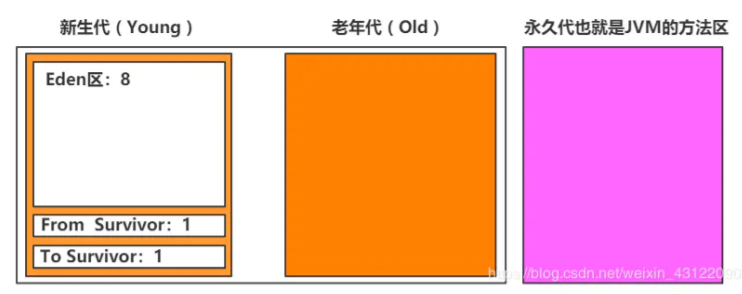 新生代（Young）
老年代（Old）
永久代也就是JVM的方法区
Eden区：8
From Survivor：1
To Survivor：1
https://blog.csdn.net/weixin_43122090